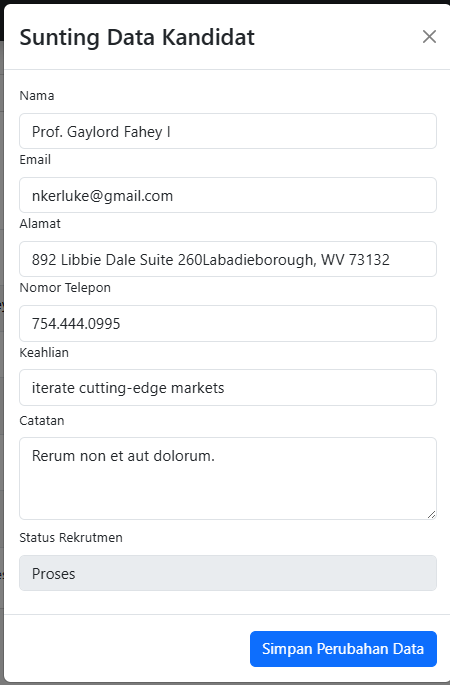 Sunting Data Kandidat
Nama
Prof. Gaylord Fahey I
Email
nkerluke@gmail.com
Alamat
892 Libbie Dale Suite 260Labadieborough, WV 73132
Nomor Telepon
754.444.0995
Keahlian
iterate cutting-edge markets
Catatan
Rerum non et aut dolorum.
Status Rekrutmen
Proses
Simpan Perubahan Data